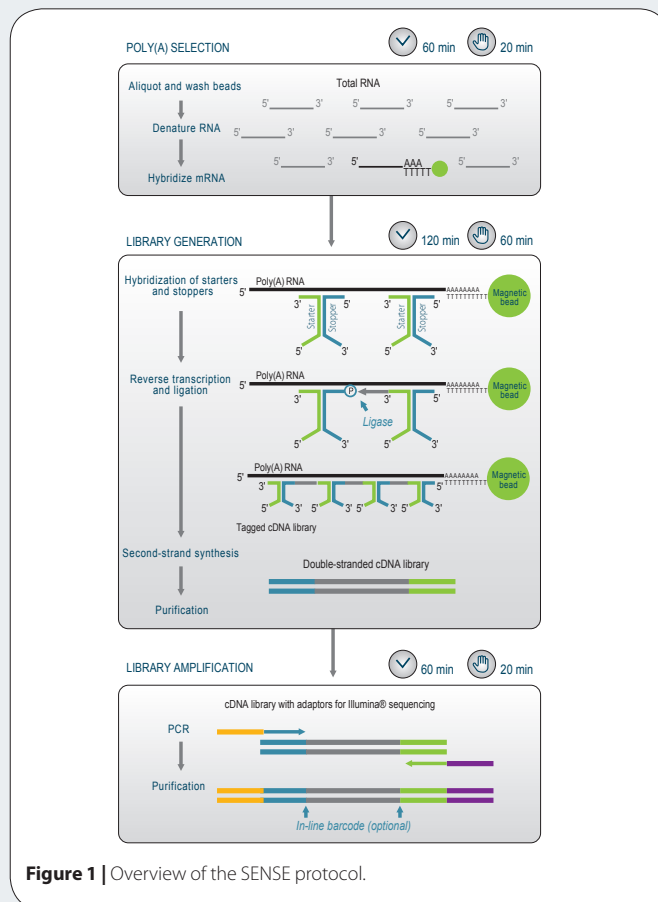 POLY(A) SELECTION
60 min
20 min
Aliquot and wash beads
Total RNA
5' 3' 5' 3' 5' 3'
Denature RNA
5' 3' 5' 3' 5' 3'
5' 3' 5' AAA 5' 3'
TTTTT
Hybridize mRNA
LIBRARY GENERATION
120 min
60 min
Hybridization of starters
and stoppers
Poly(A) RNA
5'
AAAAAAAA
TTTTTTTTTT
Magnetic
bead
3' 5' 3' 5'
Starter
Stopper
Starter
Stopper
5' 3' 5' 3'
Reverse transcription
and ligation
Poly(A) RNA
5'
AAAAAAAA
TTTTTTTTTT
Magnetic
bead
3' P 3' 5'
Ligase
5' 3' 5' 3'
Poly(A) RNA
5'
AAAAAAAA
TTTTTTTTTT
Magnetic
bead
3' 5'
5' 3' 5' 3' 5' 3' 5' 3'
Tagged cDNA library
Second-strand synthesis
Double-stranded cDNA library
Purification
LIBRARY AMPLIFICATION
60 min
20 min
cDNA library with adaptors for Illumina® sequencing
PCR
Purification
In-line barcode (optional)
Figure 1 | Overview of the SENSE protocol.